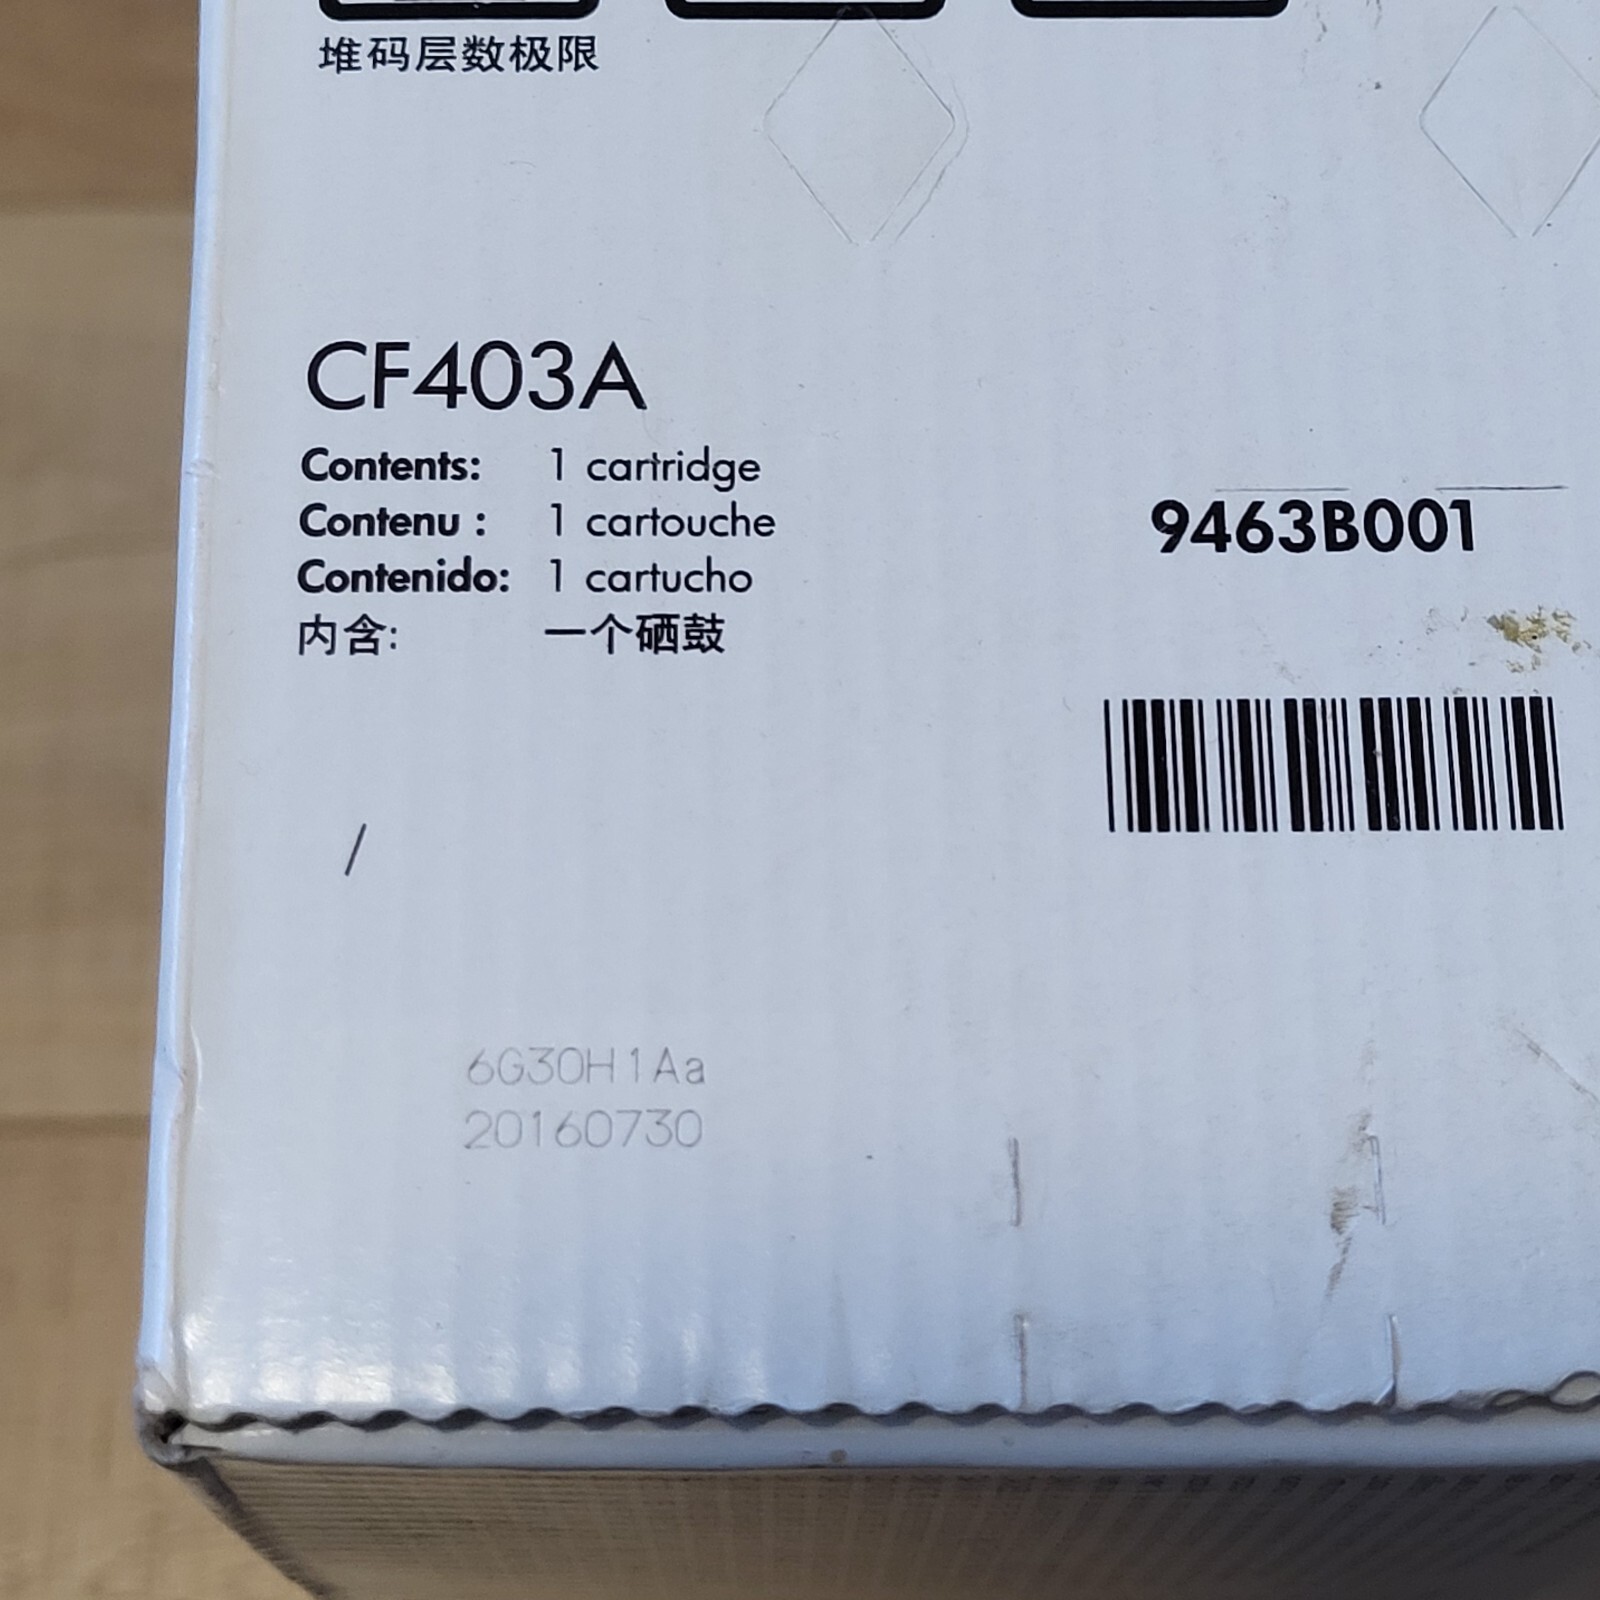 堆码层数极限
CF403A
Contents: 1 cartridge
Contenu : 1 cartouche
Contenido: 1 cartucho
内含: 一个硒鼓
9463B001
/
6G30H1Aa
20160730